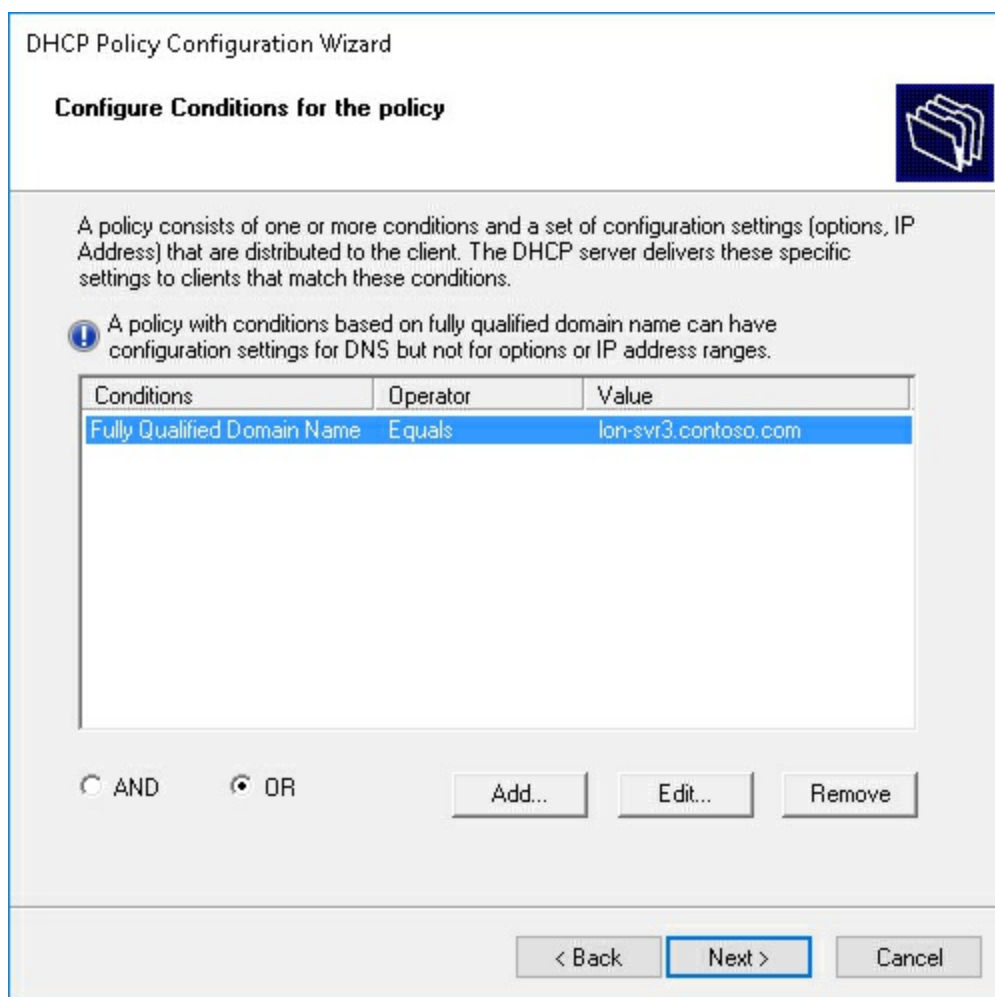 DHCP Policy Configuration Wizard
Configure Conditions for the policy
A policy consists of one or more conditions and a set of configuration settings (options, IP
Address) that are distributed to the client. The DHCP server delivers these specific
settings to clients that match these conditions.
A policy with conditions based on fully qualified domain name can have
configuration settings for DNS but not for options or IP address ranges.
Conditions Operator Value
Fully Qualified Domain Name Equals lon-svr3.contoso.com
AND OR Add... Edit... Remove
< Back Next > Cancel